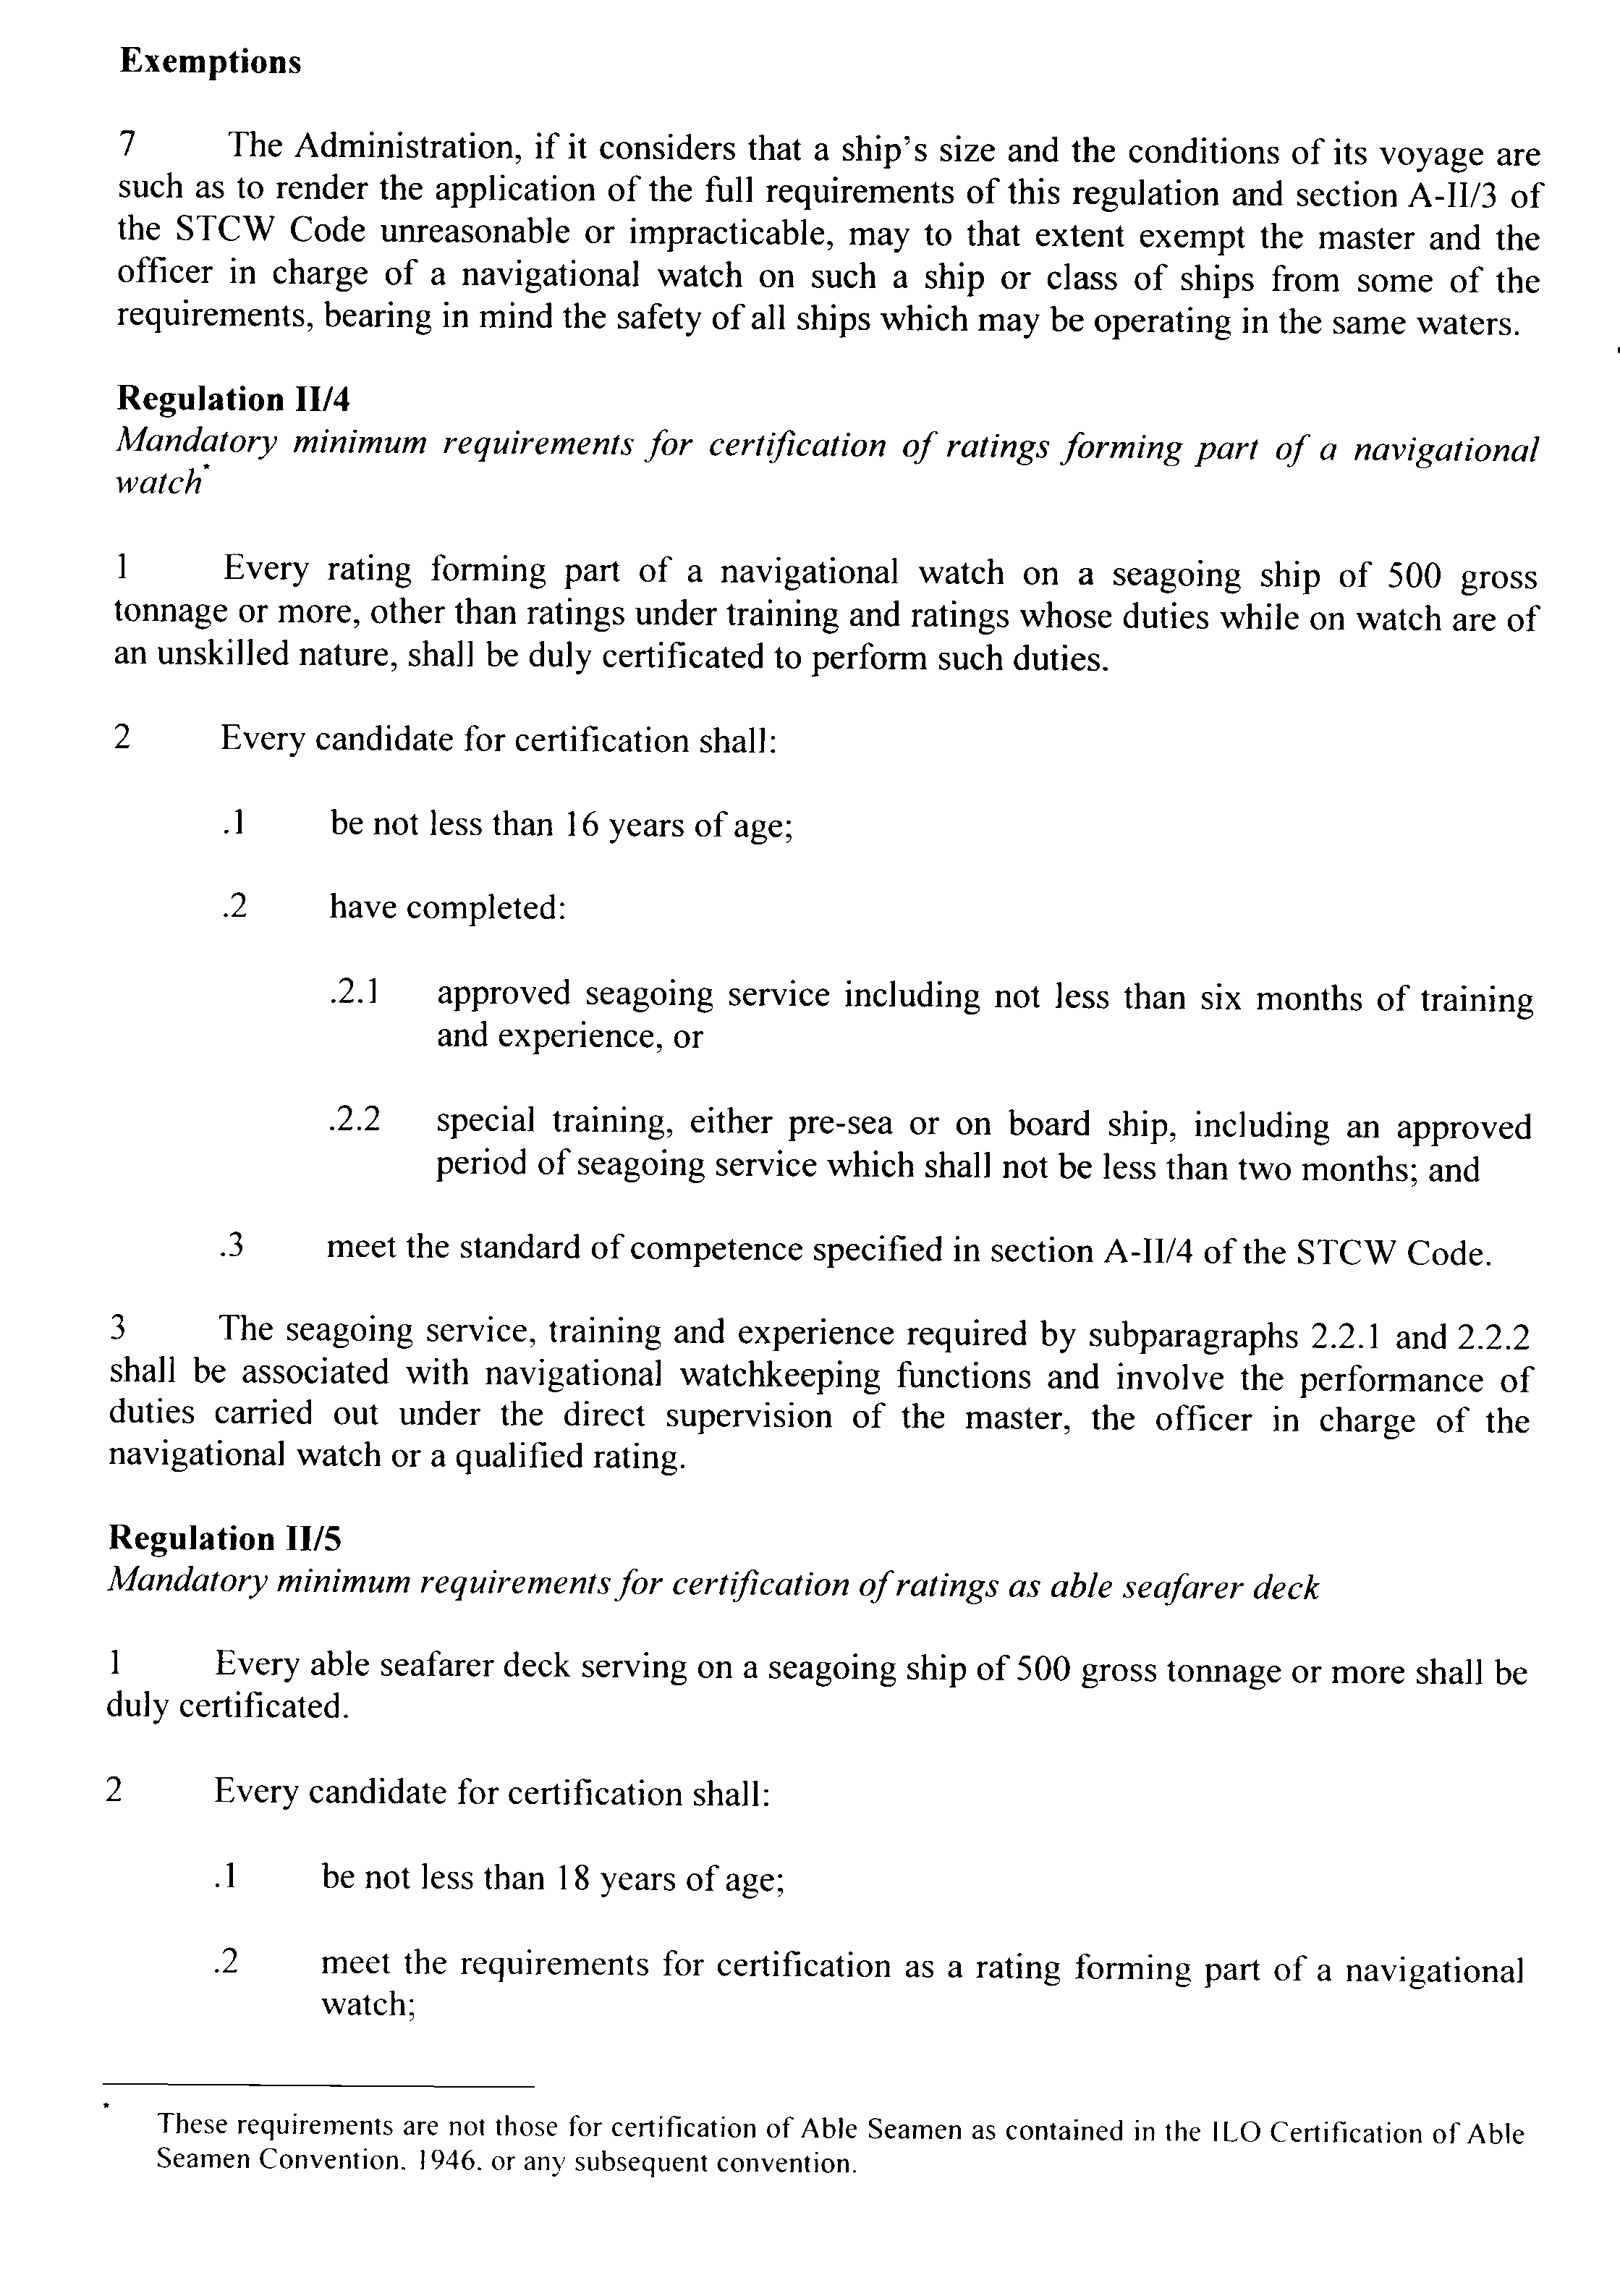 Exemptions
7 The Administration, if it considers that a ship's size and the conditions of its voyage are
such as to render the application of the full requirements of this regulation and section A-II/3 of
the STCW Code unreasonable or impracticable, may to that extent exempt the master and the
officer in charge of a navigational watch on such a ship or class of ships from some of the
requirements, bearing in mind the safety of all ships which may be operating in the same waters.
Regulation II/4
Mandatory minimum requirements for certification of ratings forming part of a navigational
watch*
1 Every rating forming part of a navigational watch on a seagoing ship of 500 gross
tonnage or more, other than ratings under training and ratings whose duties while on watch are of
an unskilled nature, shall be duly certificated to perform such duties.
2 Every candidate for certification shall:
.1 be not less than 16 years of age;
.2 have completed:
.2.1 approved seagoing service including not less than six months of training
and experience, or
.2.2 special training, either pre-sea or on board ship, including an approved
period of seagoing service which shall not be less than two months; and
.3 meet the standard of competence specified in section A-II/4 of the STCW Code.
3 The seagoing service, training and experience required by subparagraphs 2.2.1 and 2.2.2
shall be associated with navigational watchkeeping functions and involve the performance of
duties carried out under the direct supervision of the master, the officer in charge of the
navigational watch or a qualified rating.
Regulation II/5
Mandatory minimum requirements for certification of ratings as able seafarer deck
1 Every able seafarer deck serving on a seagoing ship of 500 gross tonnage or more shall be
duly certificated.
2 Every candidate for certification shall:
.1 be not less than 18 years of age;
.2 meet the requirements for certification as a rating forming part of a navigational
watch;
* These requirements are not those for certification of Able Seamen as contained in the ILO Certification of Able
Seamen Convention. 1946. or any subsequent convention.